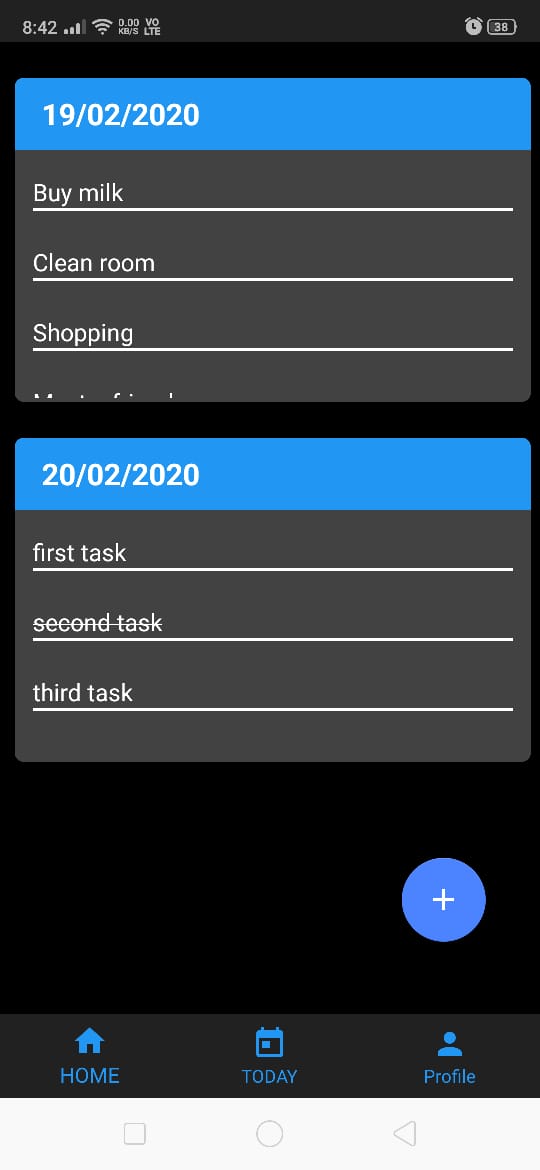 8:42 0.00 KB/S VO LTE 38
19/02/2020
Buy milk
Clean room
Shopping
20/02/2020
first task
second task
third task
+
HOME TODAY Profile